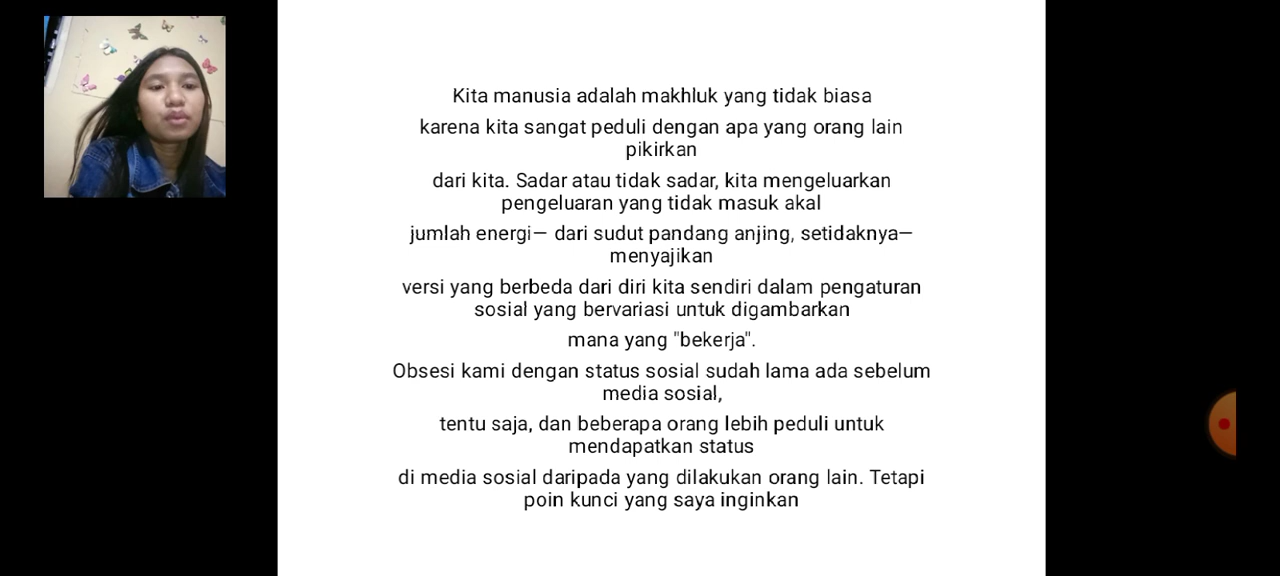 Kita manusia adalah makhluk yang tidak biasa
karena kita sangat peduli dengan apa yang orang lain
pikirkan
dari kita. Sadar atau tidak sadar, kita mengeluarkan
pengeluaran yang tidak masuk akal
jumlah energi— dari sudut pandang anjing, setidaknya—
menyajikan
versi yang berbeda dari diri kita sendiri dalam pengaturan
sosial yang bervariasi untuk digambarkan
mana yang "bekerja".
Obsesi kami dengan status sosial sudah lama ada sebelum
media sosial,
tentu saja, dan beberapa orang lebih peduli untuk
mendapatkan status
di media sosial daripada yang dilakukan orang lain. Tetapi
poin kunci yang saya inginkan